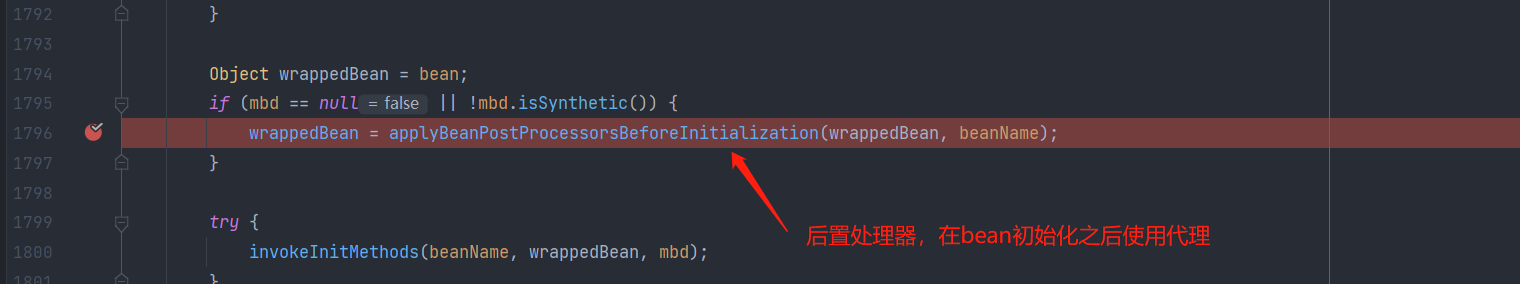 1792 }
1793
1794 Object wrappedBean = bean;
1795 if (mbd == null = false || !mbd.isSynthetic()) {
1796 wrappedBean = applyBeanPostProcessorsBeforeInitialization(wrappedBean, beanName);
1797 }
1798
1799 try {
后置处理器，在bean初始化之后使用代理
1800 invokeInitMethods(beanName, wrappedBean, mbd);
1801 }